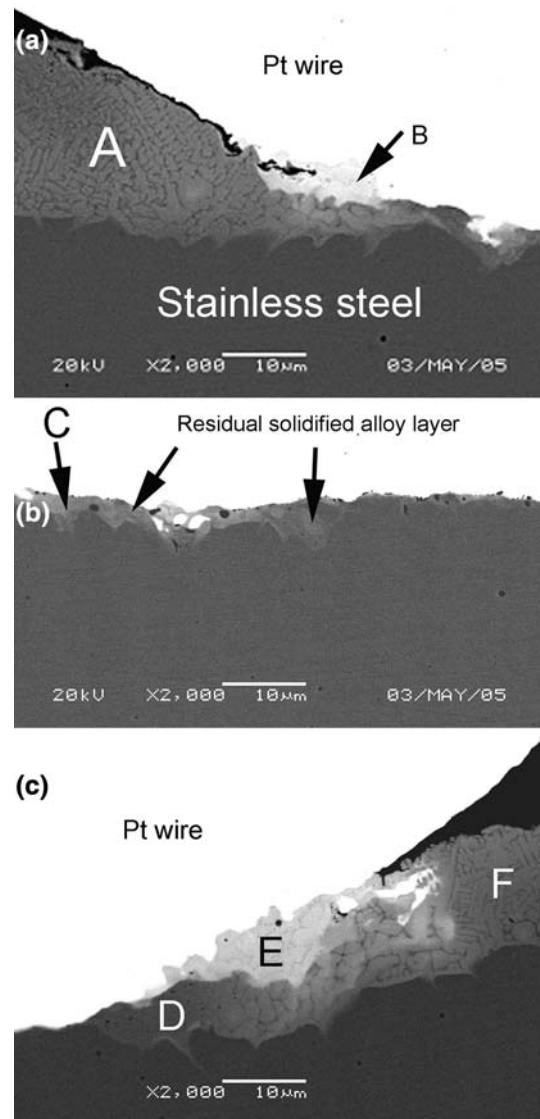 (a)
Pt wire
A
B
Stainless steel
20kV X2,000 10μm 03/MAY/05
C
Residual solidified alloy layer
(b)
20kV X2,000 10μm 03/MAY/05
(c)
Pt wire
F
E
D
X2,000 10μm